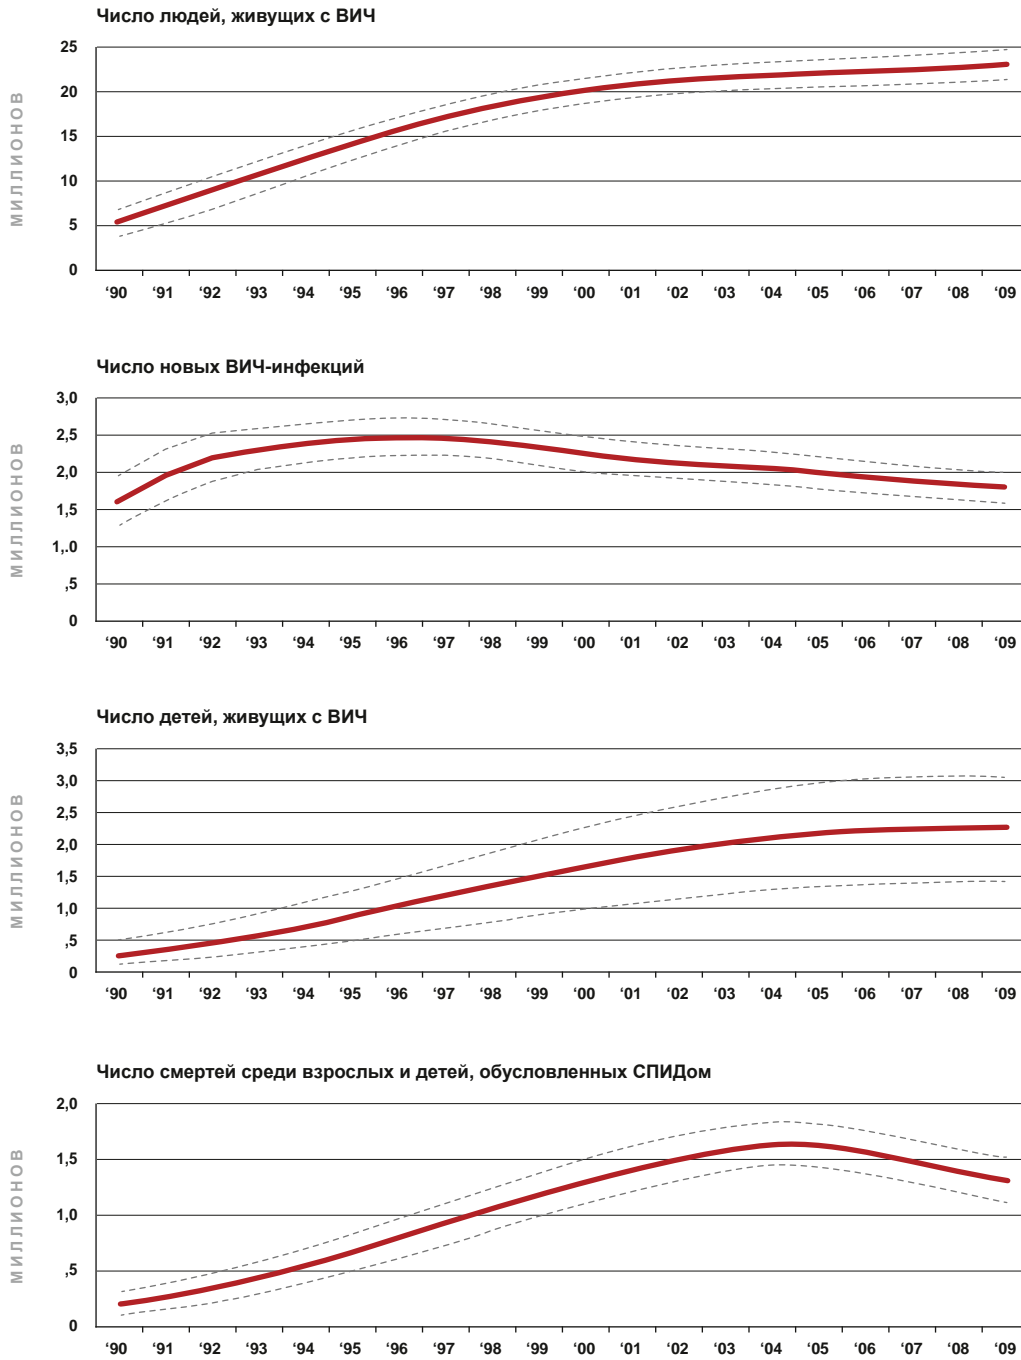 Число людей, живущих с ВИЧ
МИЛЛИОНОВ
25
20
15
10
5
0
‘90 ‘91 ‘92 ‘93 ‘94 ‘95 ‘96 ‘97 ‘98 ‘99 ‘00 ‘01 ‘02 ‘03 ‘04 ‘05 ‘06 ‘07 ‘08 ‘09
Число новых ВИЧ-инфекций
МИЛЛИОНОВ
3,0
2,5
2,0
1,5
1,.0
,5
0
‘90 ‘91 ‘92 ‘93 ‘94 ‘95 ‘96 ‘97 ‘98 ‘99 ‘00 ‘01 ‘02 ‘03 ‘04 ‘05 ‘06 ‘07 ‘08 ‘09
Число детей, живущих с ВИЧ
МИЛЛИОНОВ
3,5
3,0
2,5
2,0
1,5
1,0
,5
0
‘90 ‘91 ‘92 ‘93 ‘94 ‘95 ‘96 ‘97 ‘98 ‘99 ‘00 ‘01 ‘02 ‘03 ‘04 ‘05 ‘06 ‘07 ‘08 ‘09
Число смертей среди взрослых и детей, обусловленных СПИДом
МИЛЛИОНОВ
2,0
1,5
1,0
,5
0
‘90 ‘91 ‘92 ‘93 ‘94 ‘95 ‘96 ‘97 ‘98 ‘99 ‘00 ‘01 ‘02 ‘03 ‘04 ‘05 ‘06 ‘07 ‘08 ‘09